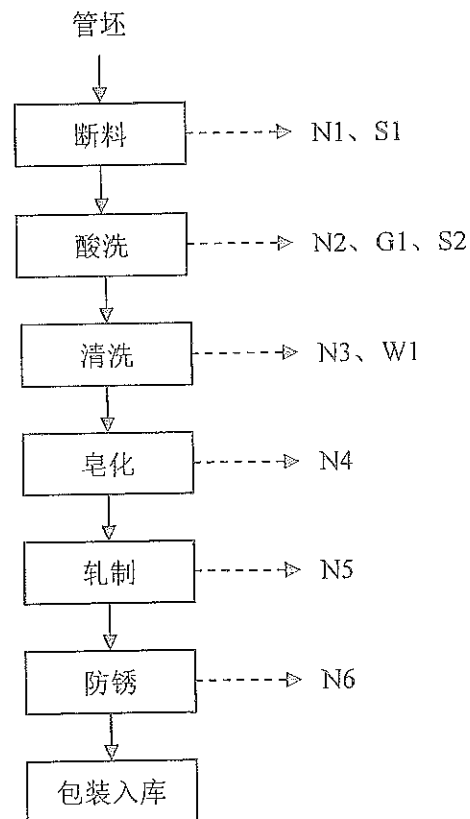 管坯
断料
N1、S1
酸洗
N2、G1、S2
清洗
N3、W1
皂化
N4
轧制
N5
防锈
N6
包装入库